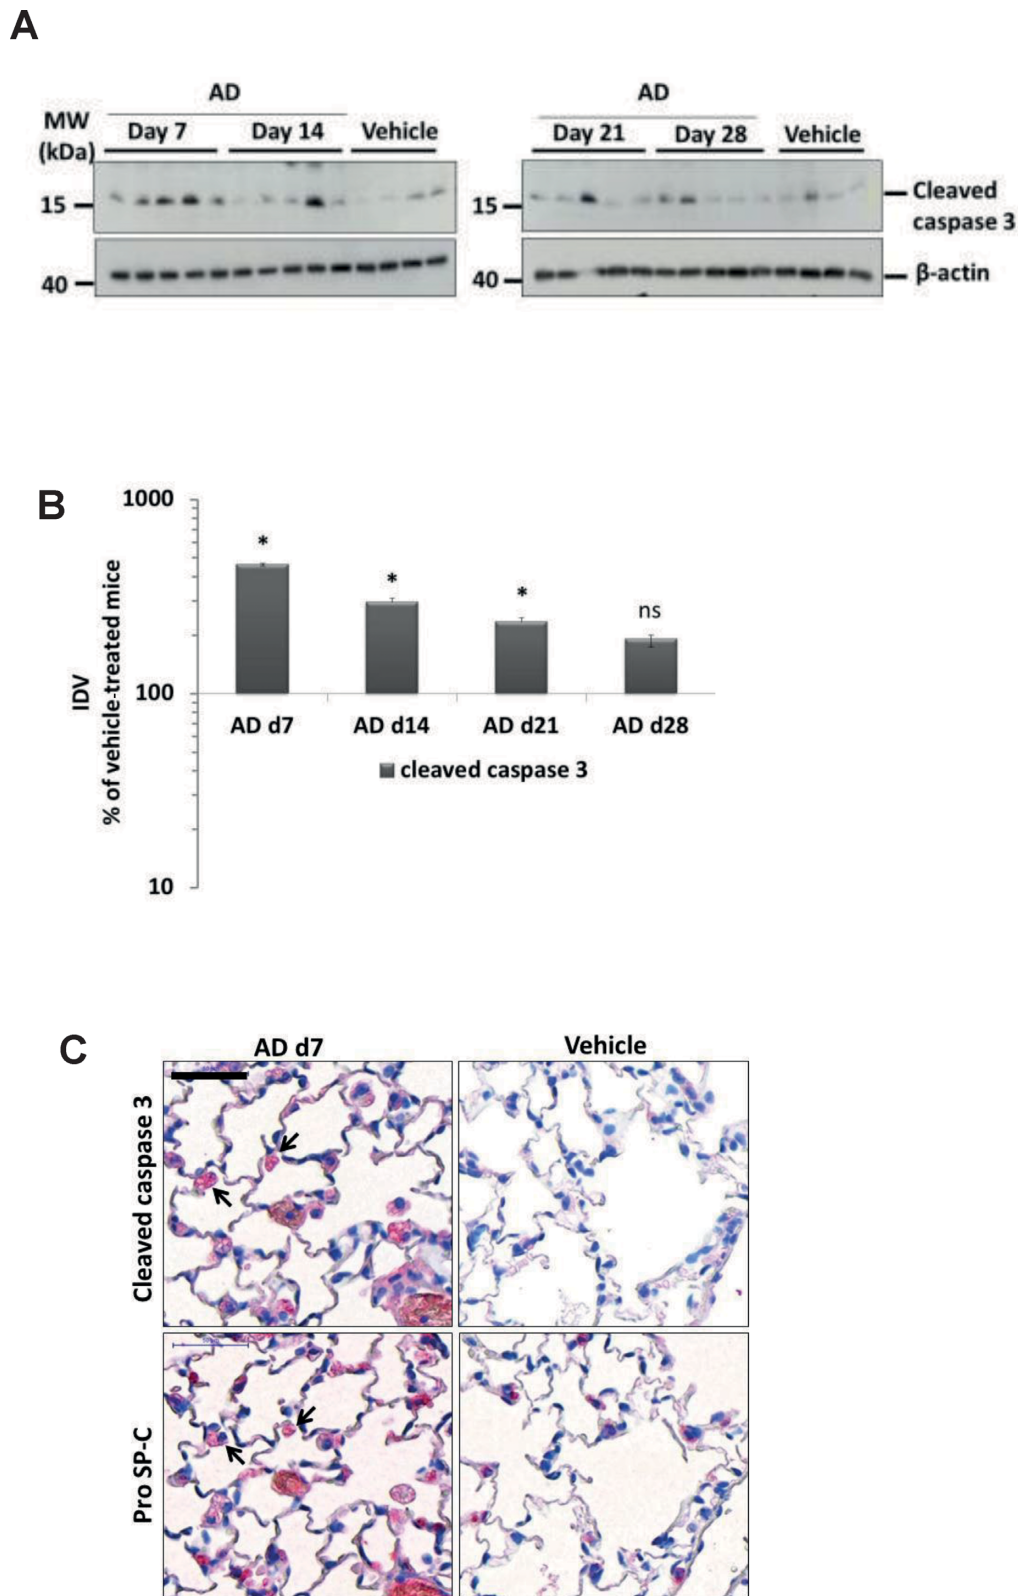 A
AD
AD
MW
(kDa)
Day 7
Day 14
Vehicle
Day 21
Day 28
Vehicle
15
15
Cleaved
caspase 3
40
40
β-actin
B
1000
100
10
IDV
% of vehicle-treated mice
*
*
*
ns
AD d7
AD d14
AD d21
AD d28
cleaved caspase 3
C
AD d7
Vehicle
Cleaved caspase 3
Pro SP-C